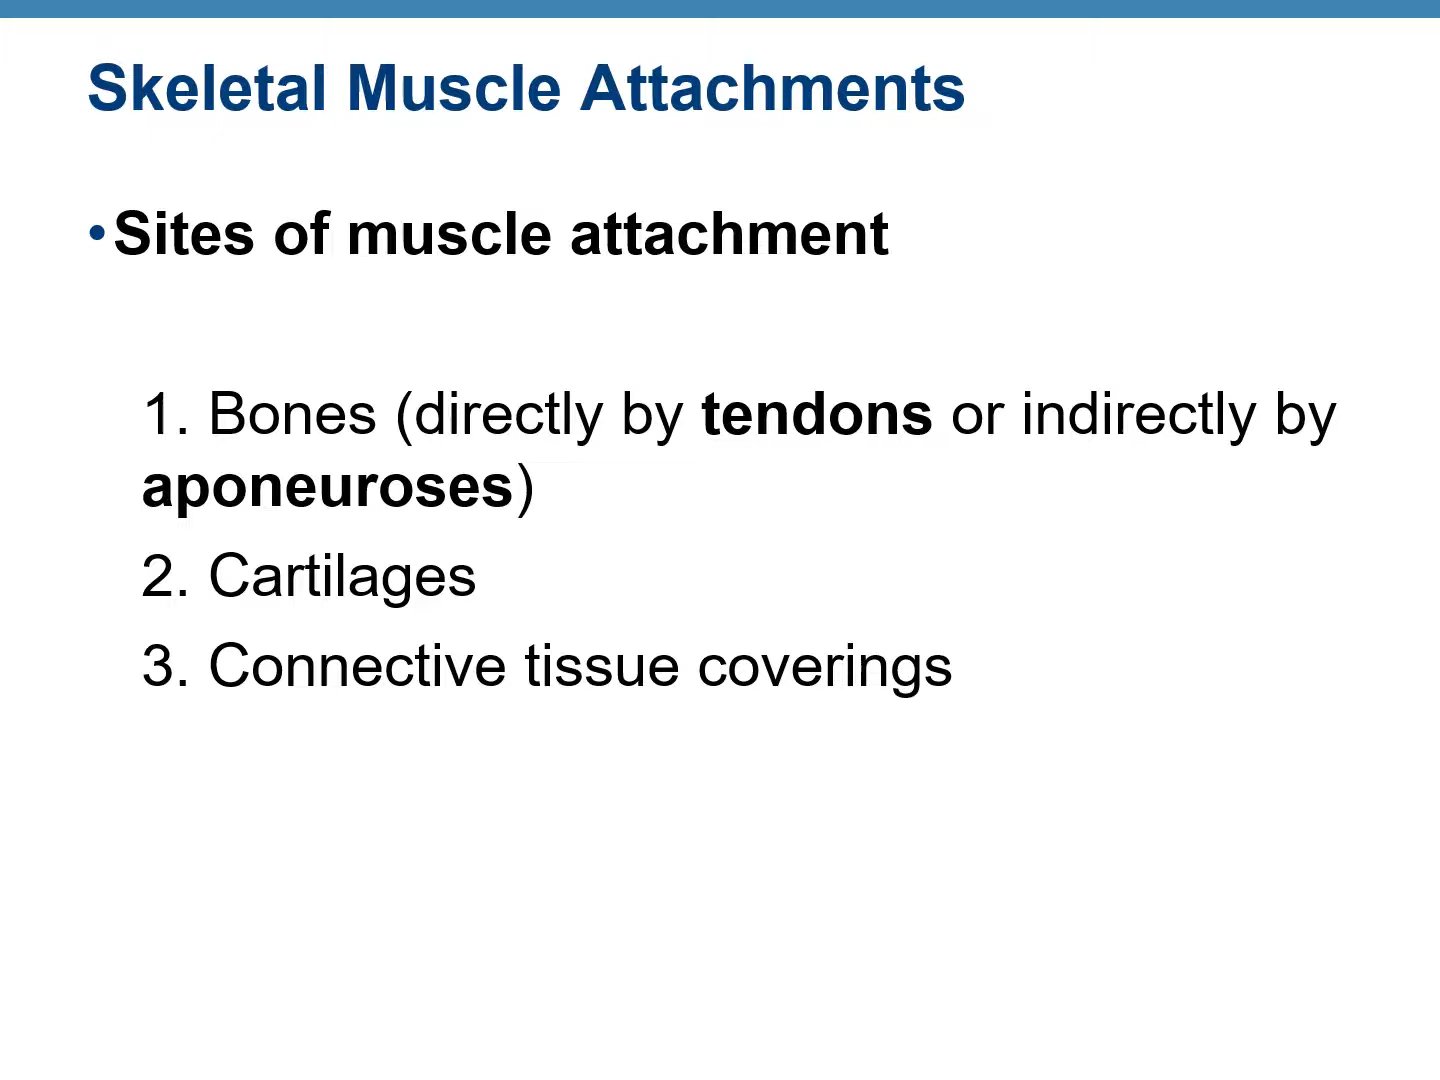 Skeletal Muscle Attachments
•Sites of muscle attachment
1. Bones (directly by tendons or indirectly by
aponeuroses)
2. Cartilages
3. Connective tissue coverings